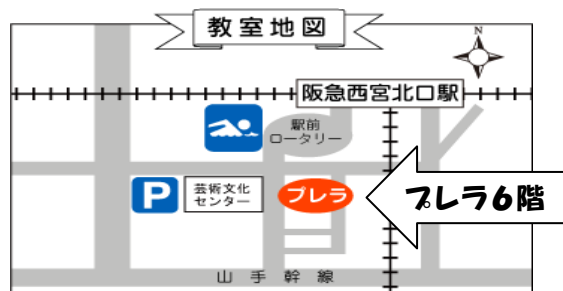 教室地図
N
阪急西宮北口駅
駅前
ロータリー
P
芸術文化
センター
プレラ
プレラ6階
山手幹線